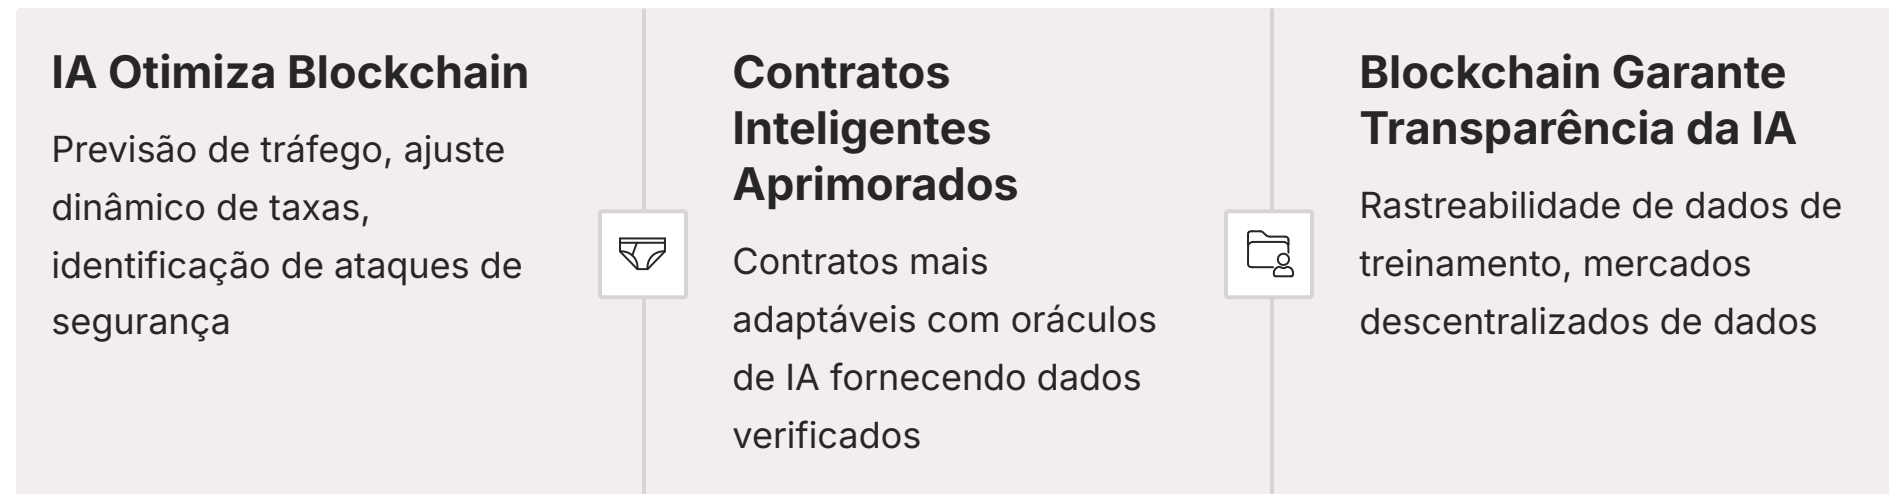 IA Otimiza Blockchain
Previsão de tráfego, ajuste
dinâmico de taxas,
identificação de ataques de
segurança
Contratos
Inteligentes
Aprimorados
Contratos mais
adaptáveis com oráculos
de IA fornecendo dados
verificados
Blockchain Garante
Transparência da IA
Rastreabilidade de dados de
treinamento, mercados
descentralizados de dados